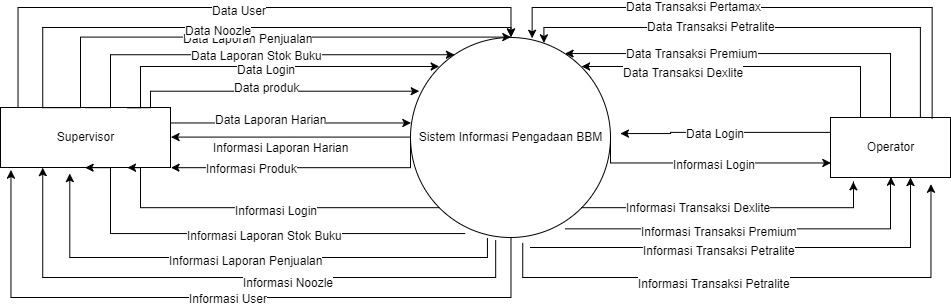 Data User
Data Noozle
Data Laporan Penjualan
Data Laporan Stok Buku
Data Login
Data produk
Data Laporan Harian
Informasi Laporan Harian
Informasi Produk
Informasi Login
Informasi Laporan Stok Buku
Informasi Laporan Penjualan
Informasi Noozle
Informasi User
Supervisor
Sistem Informasi Pengadaan BBM
Data Transaksi Pertamax
Data Transaksi Petralite
Data Transaksi Premium
Data Transaksi Dexlite
Data Login
Informasi Login
Informasi Transaksi Dexlite
Informasi Transaksi Premium
Informasi Transaksi Petralite
Informasi Transaksi Petralite
Operator